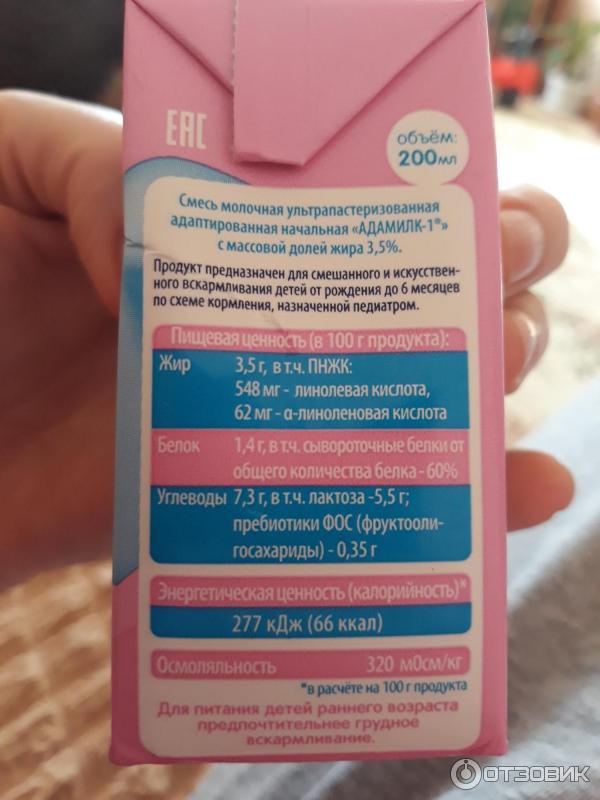 ЕАС
объём:
200мл
Смесь молочная ультрапастеризованная
адаптированная начальная «АДАМИЛК-1®»
с массовой долей жира 3,5%.
Продукт предназначен для смешанного и искусствен-
ного вскармливания детей от рождения до 6 месяцев
по схеме кормления, назначенной педиатром.
Пищевая ценность (в 100 г продукта):
Жир 3,5 г, в т.ч. ПНЖК:
548 мг - линолевая кислота,
62 мг - α-линоленовая кислота
Белок 1,4 г, в т.ч. сывороточные белки от
общего количества белка - 60%
Углеводы 7,3 г, в т.ч. лактоза -5,5 г;
пребиотики ФОС (фруктооли-
госахариды) - 0,35 г
Энергетическая ценность (калорийность)*
277 кДж (66 ккал)
Осмоляльность 320 мОсм/кг
*в расчёте на 100 г продукта
Для питания детей раннего возраста
предпочтительнее грудное
вскармливание.
ОТЗОВИК